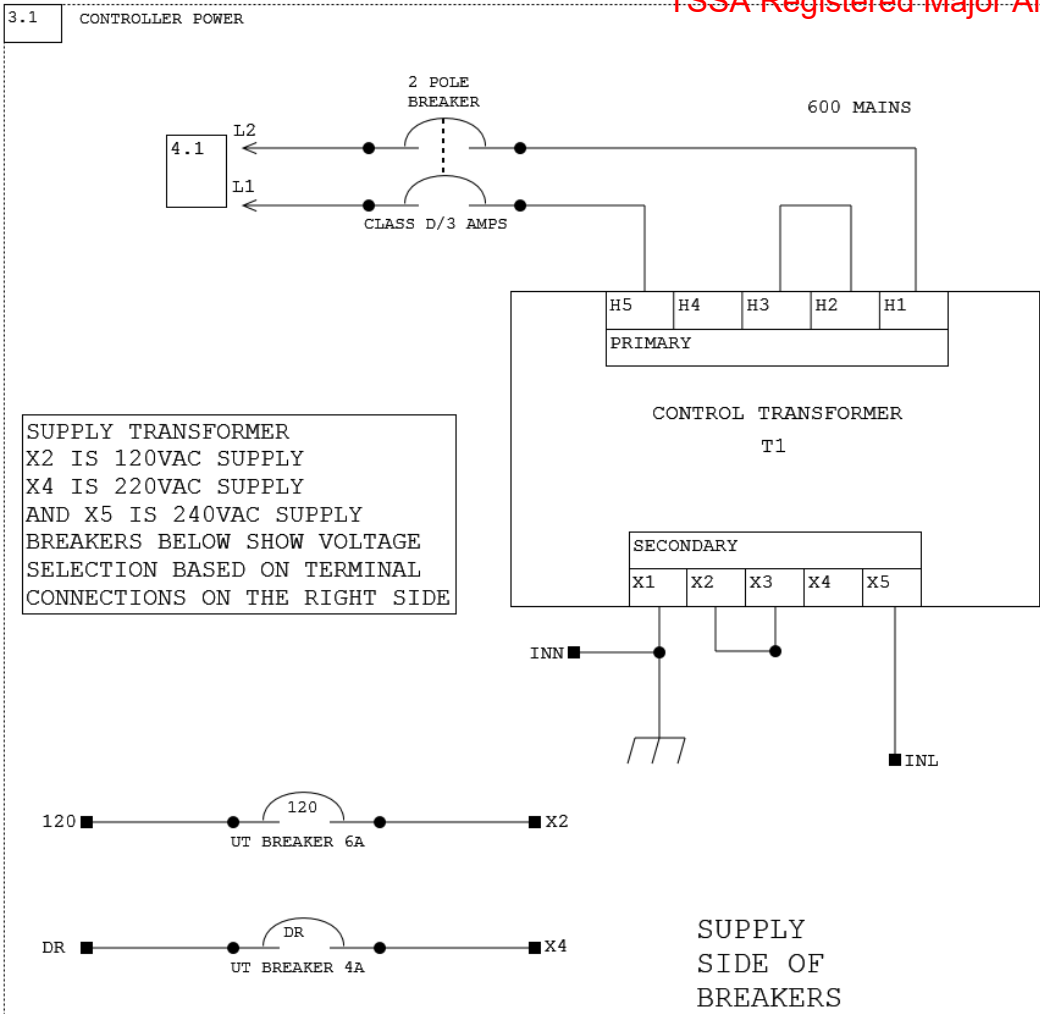 3.1 CONTROLLER POWER
TSSA Registered Major
2 POLE
BREAKER
600 MAINS
4.1
L2
L1
CLASS D/3 AMPS
H5 H4 H3 H2 H1
PRIMARY
CONTROL TRANSFORMER
T1
SUPPLY TRANSFORMER
X2 IS 120VAC SUPPLY
X4 IS 220VAC SUPPLY
AND X5 IS 240VAC SUPPLY
BREAKERS BELOW SHOW VOLTAGE
SELECTION BASED ON TERMINAL
CONNECTIONS ON THE RIGHT SIDE
SECONDARY
X1 X2 X3 X4 X5
INN
INL
120 120 X2
UT BREAKER 6A
DR DR X4
UT BREAKER 4A
SUPPLY
SIDE OF
BREAKERS